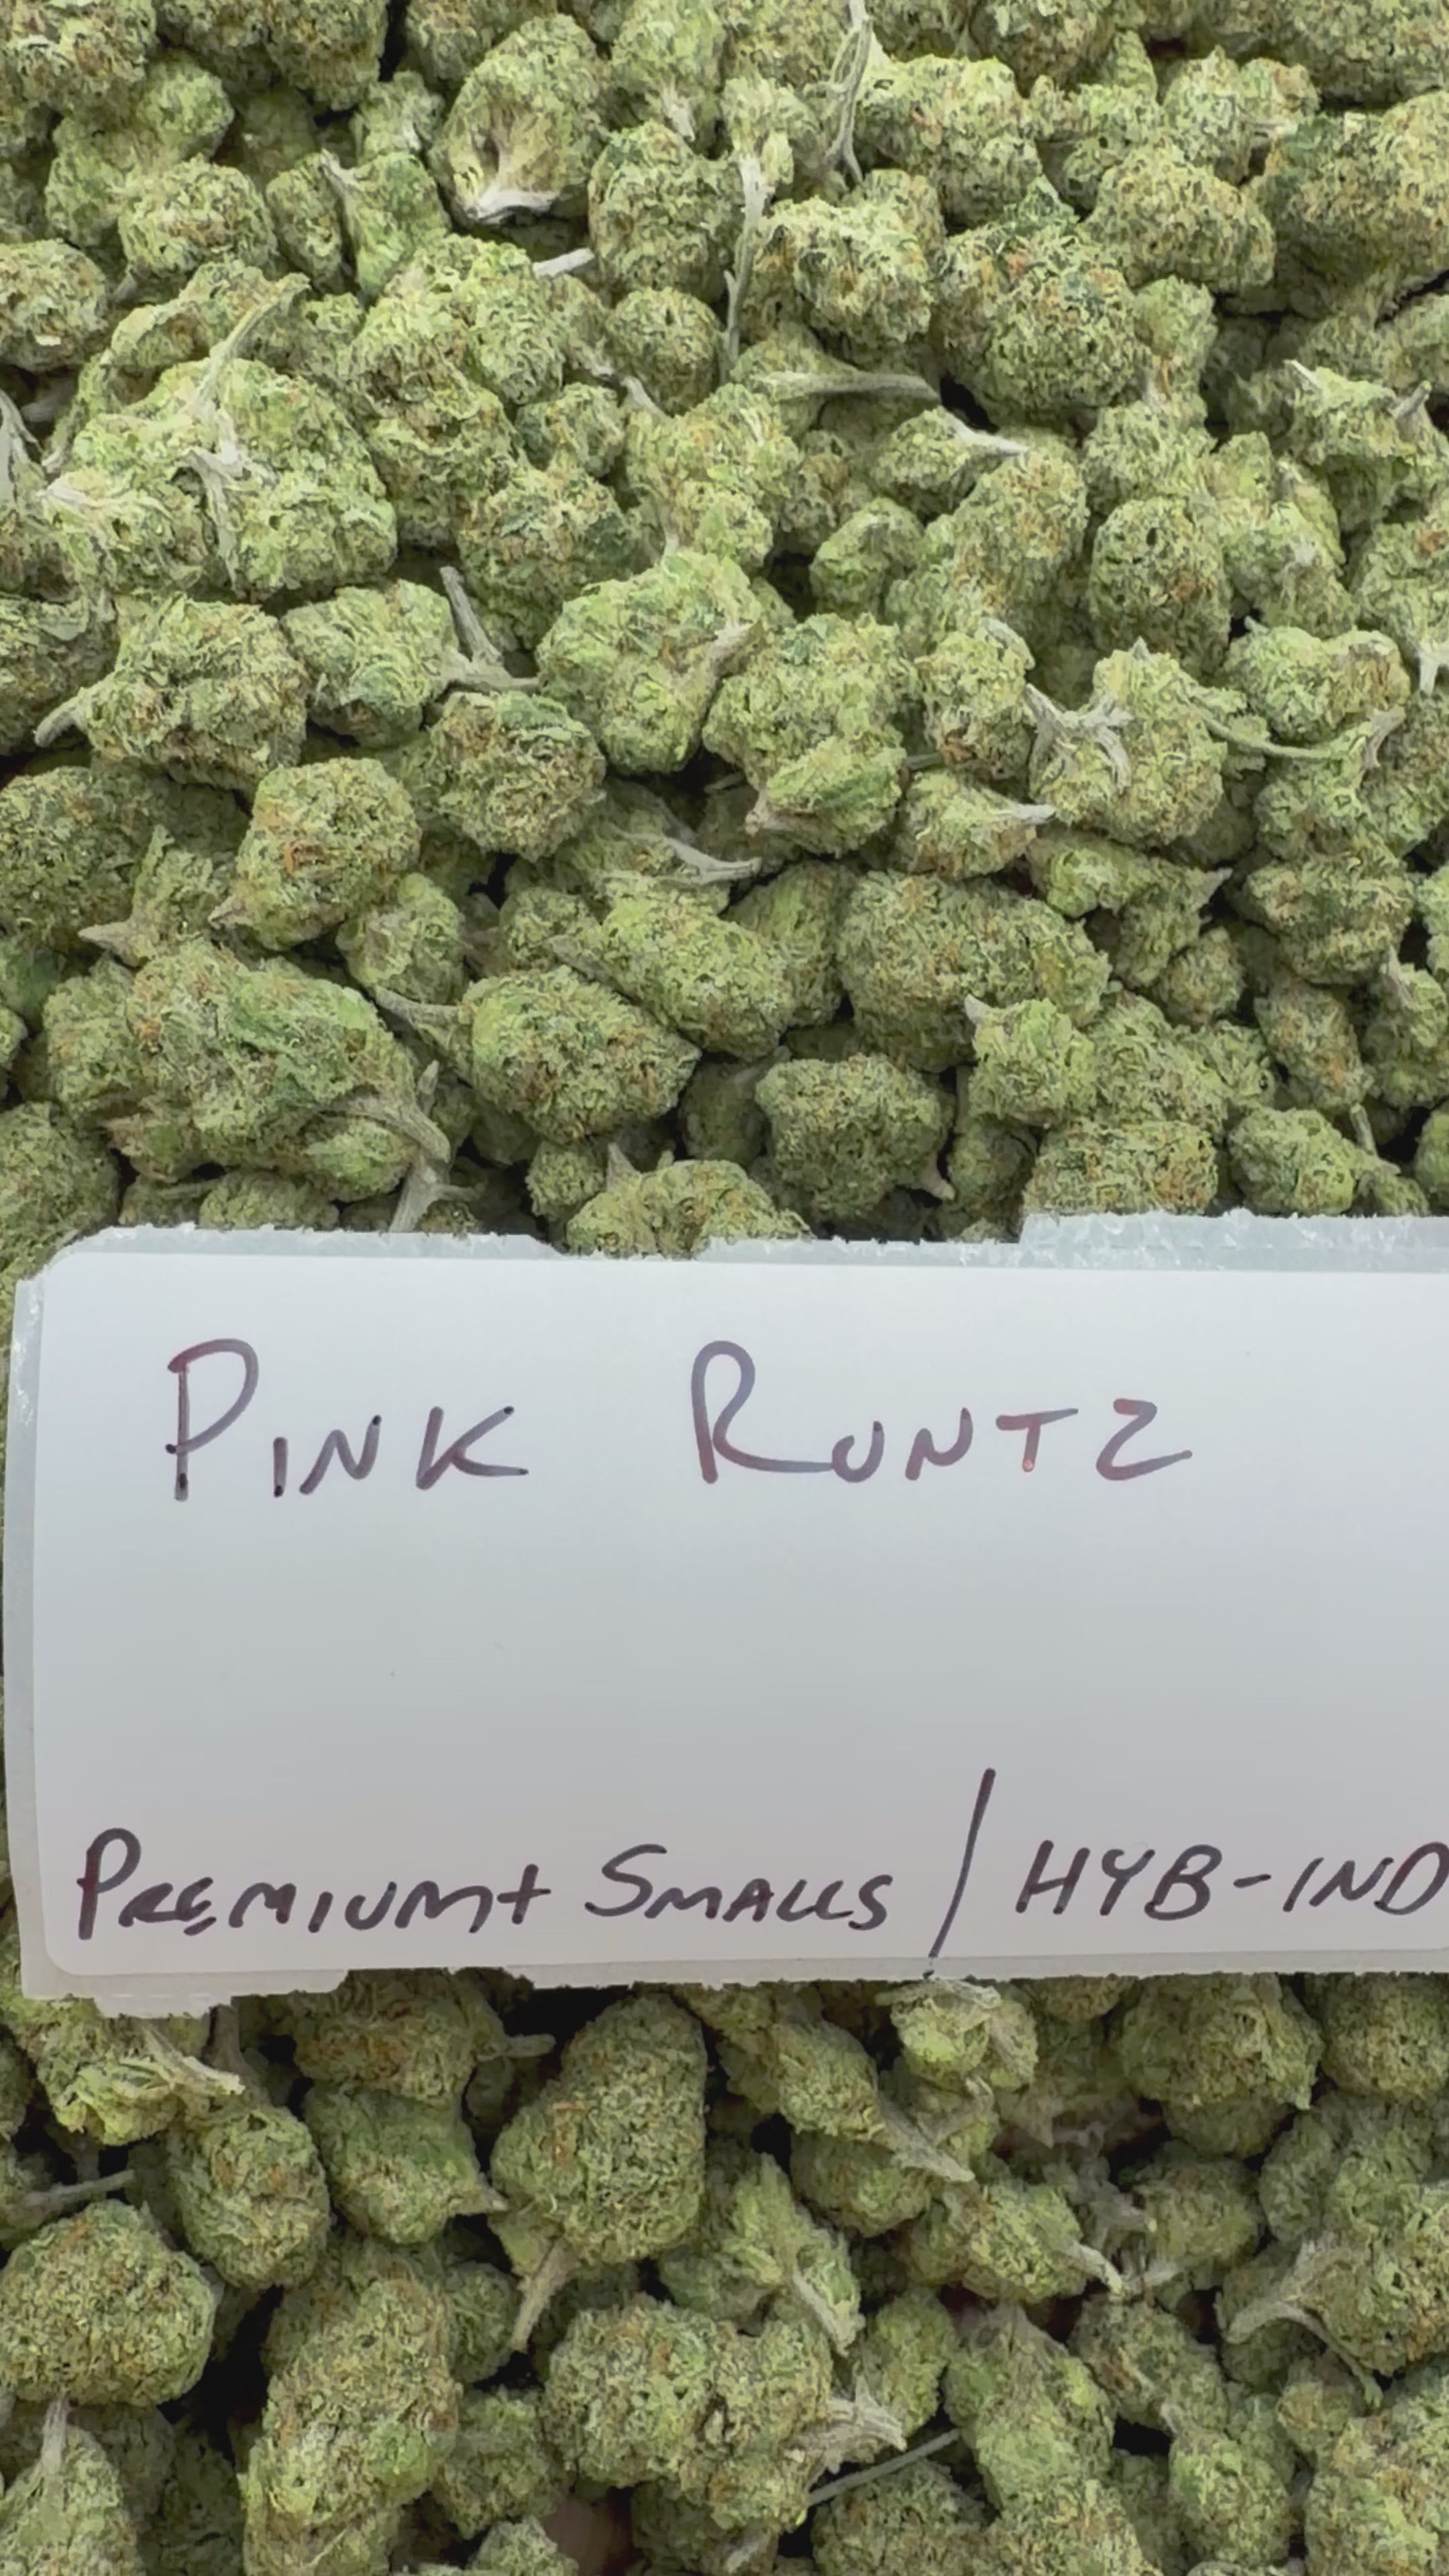 PINK RUNTZ
PREMIUM+ SMALLS / HYB-IND